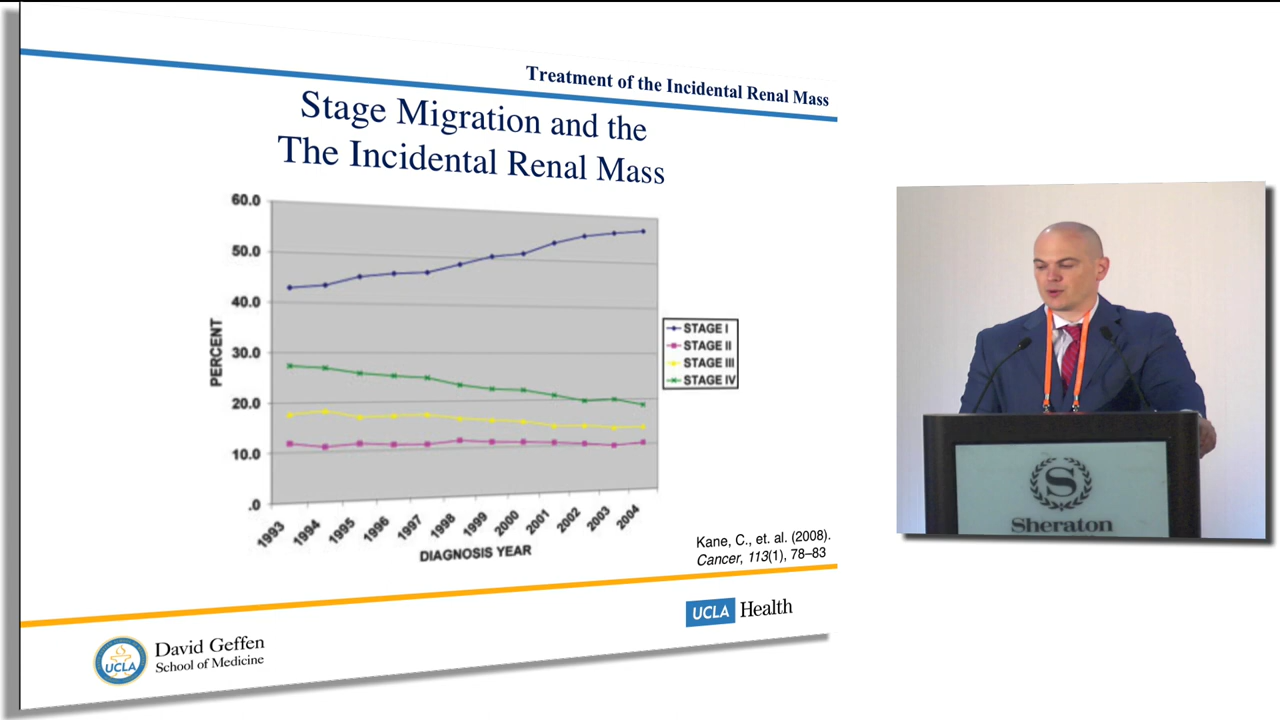 Treatment of the Incidental Renal Mass
Stage Migration and the
The Incidental Renal Mass
60.0
50.0
40.0
30.0
20.0
10.0
.0
PERCENT
1993
1994
1995
1996
1997
1998
1999
2000
2001
2002
2003
2004
DIAGNOSIS YEAR
STAGE I
STAGE II
STAGE III
STAGE IV
Kane, C., et. al. (2008).
Cancer, 113(1), 78–83
UCLA Health
UCLA
David Geffen
School of Medicine
S
Sheraton